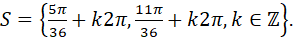 S = {5π/36 + k2π, 11π/36 + k2π, k ∈ ℤ}.